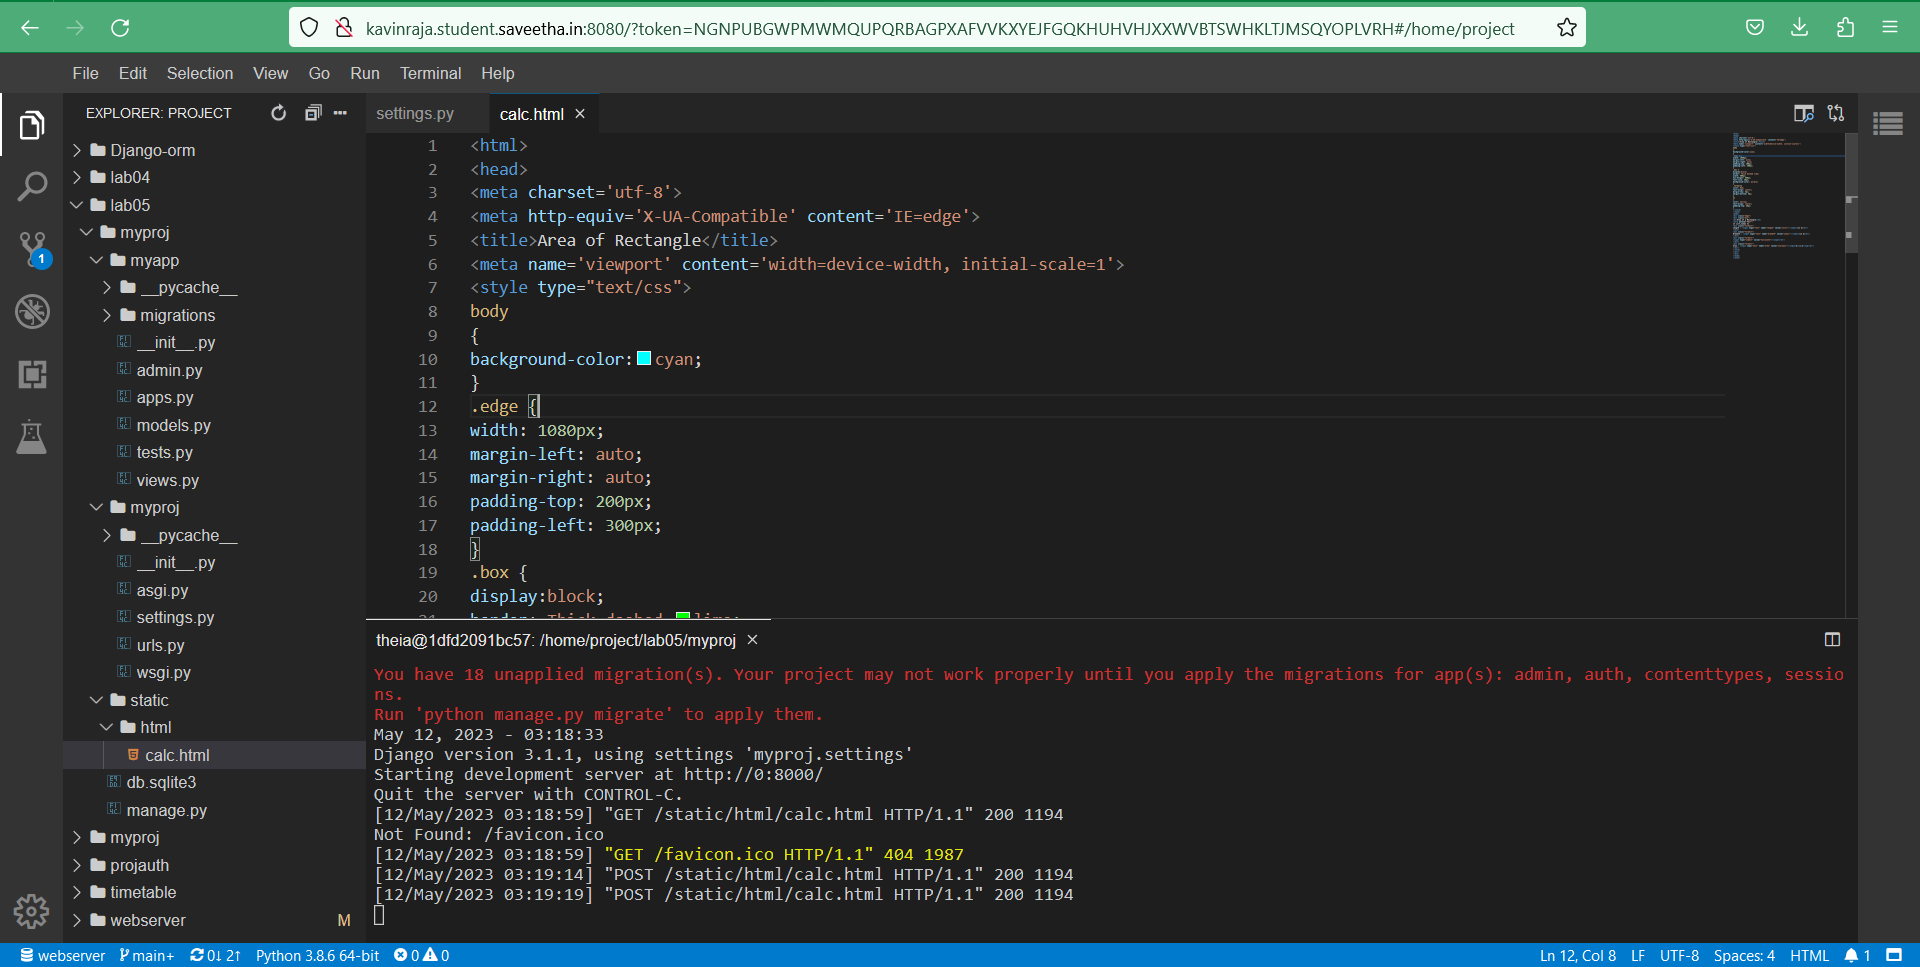 kavinraja.student.saveetha.in:8080/?token=NGNPUBGWPMWMQUPQRBAGPXAFVVKXYEJFGQKHUHVHJXXWVBTSWHKLTJMSQYOPLVRH#/home/project
File Edit Selection View Go Run Terminal Help
EXPLORER: PROJECT
Django-orm
lab04
lab05
myproj
myapp
__pycache__
migrations
__init__.py
admin.py
apps.py
models.py
tests.py
views.py
myproj
__pycache__
__init__.py
asgi.py
settings.py
urls.py
wsgi.py
static
html
calc.html
db.sqlite3
manage.py
myproj
projauth
timetable
webserver M
1
settings.py calc.html
1 <html>
2 <head>
3 <meta charset='utf-8'>
4 <meta http-equiv='X-UA-Compatible' content='IE=edge'>
5 <title>Area of Rectangle</title>
6 <meta name='viewport' content='width=device-width, initial-scale=1'>
7 <style type="text/css">
8 body
9 {
10 background-color: cyan;
11 }
12 .edge {
13 width: 1080px;
14 margin-left: auto;
15 margin-right: auto;
16 padding-top: 200px;
17 padding-left: 300px;
18 }
19 .box {
20 display:block;
21 border: Thick dashed lime;
theia@1dfd2091bc57: /home/project/lab05/myproj
You have 18 unapplied migration(s). Your project may not work properly until you apply the migrations for app(s): admin, auth, contenttypes, sessio
ns.
Run 'python manage.py migrate' to apply them.
May 12, 2023 - 03:18:33
Django version 3.1.1, using settings 'myproj.settings'
Starting development server at http://0:8000/
Quit the server with CONTROL-C.
[12/May/2023 03:18:59] "GET /static/html/calc.html HTTP/1.1" 200 1194
Not Found: /favicon.ico
[12/May/2023 03:18:59] "GET /favicon.ico HTTP/1.1" 404 1987
[12/May/2023 03:19:14] "POST /static/html/calc.html HTTP/1.1" 200 1194
[12/May/2023 03:19:19] "POST /static/html/calc.html HTTP/1.1" 200 1194
webserver main+ 0↓ 2↑ Python 3.8.6 64-bit 0 0 Ln 12, Col 8 LF UTF-8 Spaces: 4 HTML 1